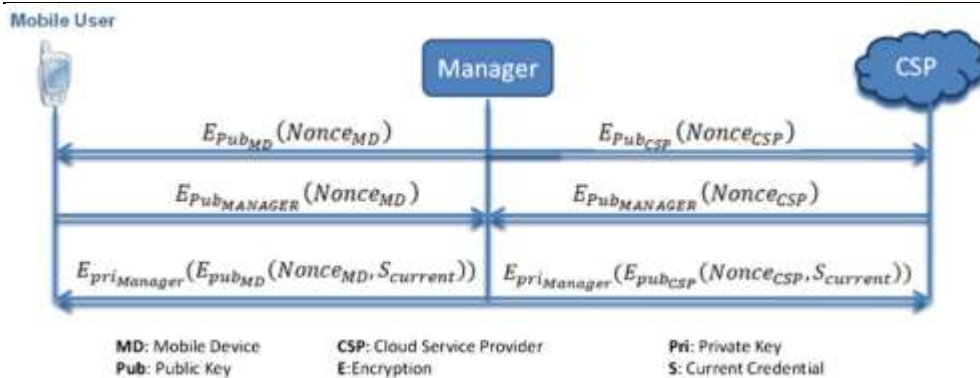 Mobile User
Manager
CSP
E_{Pub_{MD}}(Nonce_{MD})
E_{Pub_{CSP}}(Nonce_{CSP})
E_{Pub_{MANAGER}}(Nonce_{MD})
E_{Pub_{MANAGER}}(Nonce_{CSP})
E_{pri_{Manager}}(E_{pub_{MD}}(Nonce_{MD}, S_{current}))
E_{pri_{Manager}}(E_{pub_{CSP}}(Nonce_{CSP}, S_{current}))
MD: Mobile Device
CSP: Cloud Service Provider
Pri: Private Key
Pub: Public Key
E:Encryption
S: Current Credential